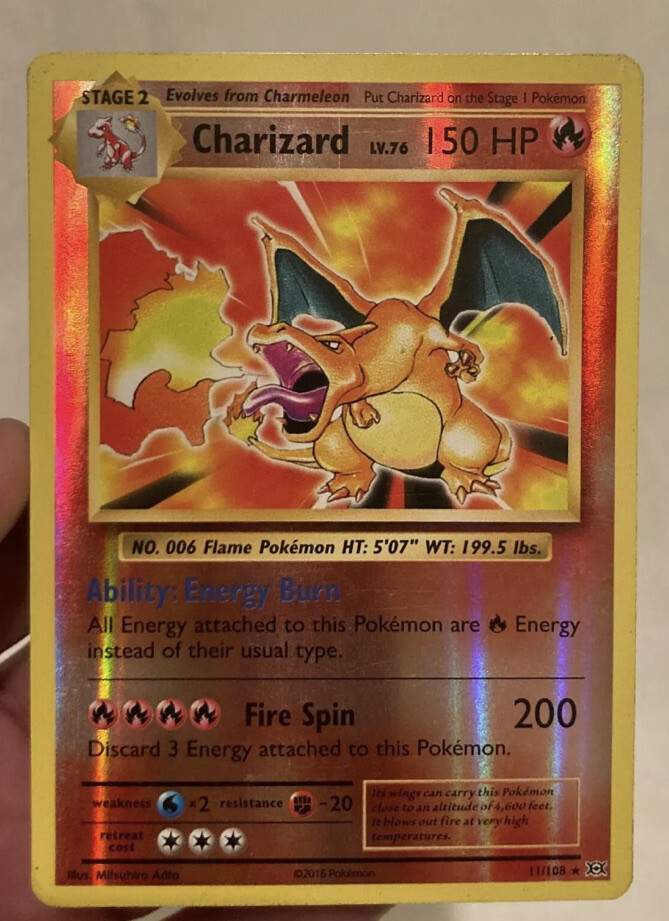 STAGE 2 Evolves from Charmeleon Put Charizard on the Stage 1 Pokémon
Charizard LV.76 150 HP
NO. 006 Flame Pokémon HT: 5'07" WT: 199.5 lbs.
Ability: Energy Burn
All Energy attached to this Pokémon are Energy
instead of their usual type.
Fire Spin 200
Discard 3 Energy attached to this Pokémon.
weakness ×2 resistance -20
retreat
cost
Its wings can carry this Pokémon
close to an altitude of 4,600 feet.
It blows out fire at very high
temperatures.
Illus. Mitsuhiro Arita ©2016 Pokémon 11/108